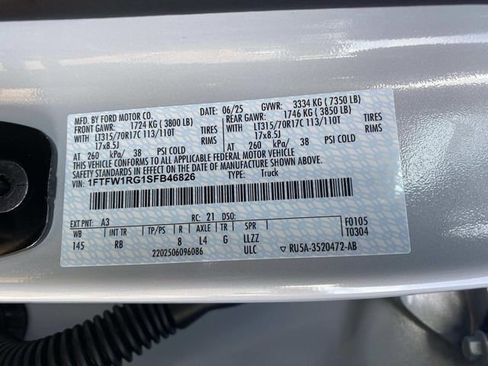 MFD. BY FORD MOTOR CO. 06/25 GVWR: 3334 KG ( 7350 LB)
FRONT GAWR: 1724 KG ( 3800 LB) REAR GAWR: 1746 KG ( 3850 LB)
LT315/70R17C 113/110T TIRES LT315/70R17C 113/110T TIRES
17x8.5J RIMS 17x8.5J RIMS
AT 260 kPa/ 38 PSI COLD AT 260 kPa/ 38 PSI COLD
THIS VEHICLE CONFORMS TO ALL APPLICABLE FEDERAL MOTOR VEHICLE
SAFETY AND THEFT PREVENTION STANDARDS IN EFFECT ON THE DATE OF MANUFACTURE SHOWN ABOVE.
VIN: 1FTFW1RG1SFB46826 TYPE: Truck
EXT PNT: A3 RC: 21 DSO: F0105
WB INT TR TP/PS R AXLE TR SPR T0304
145 RB 8 L4 G LLZZ
2202506096086 ULC ▽ RU5A-3520472-AB